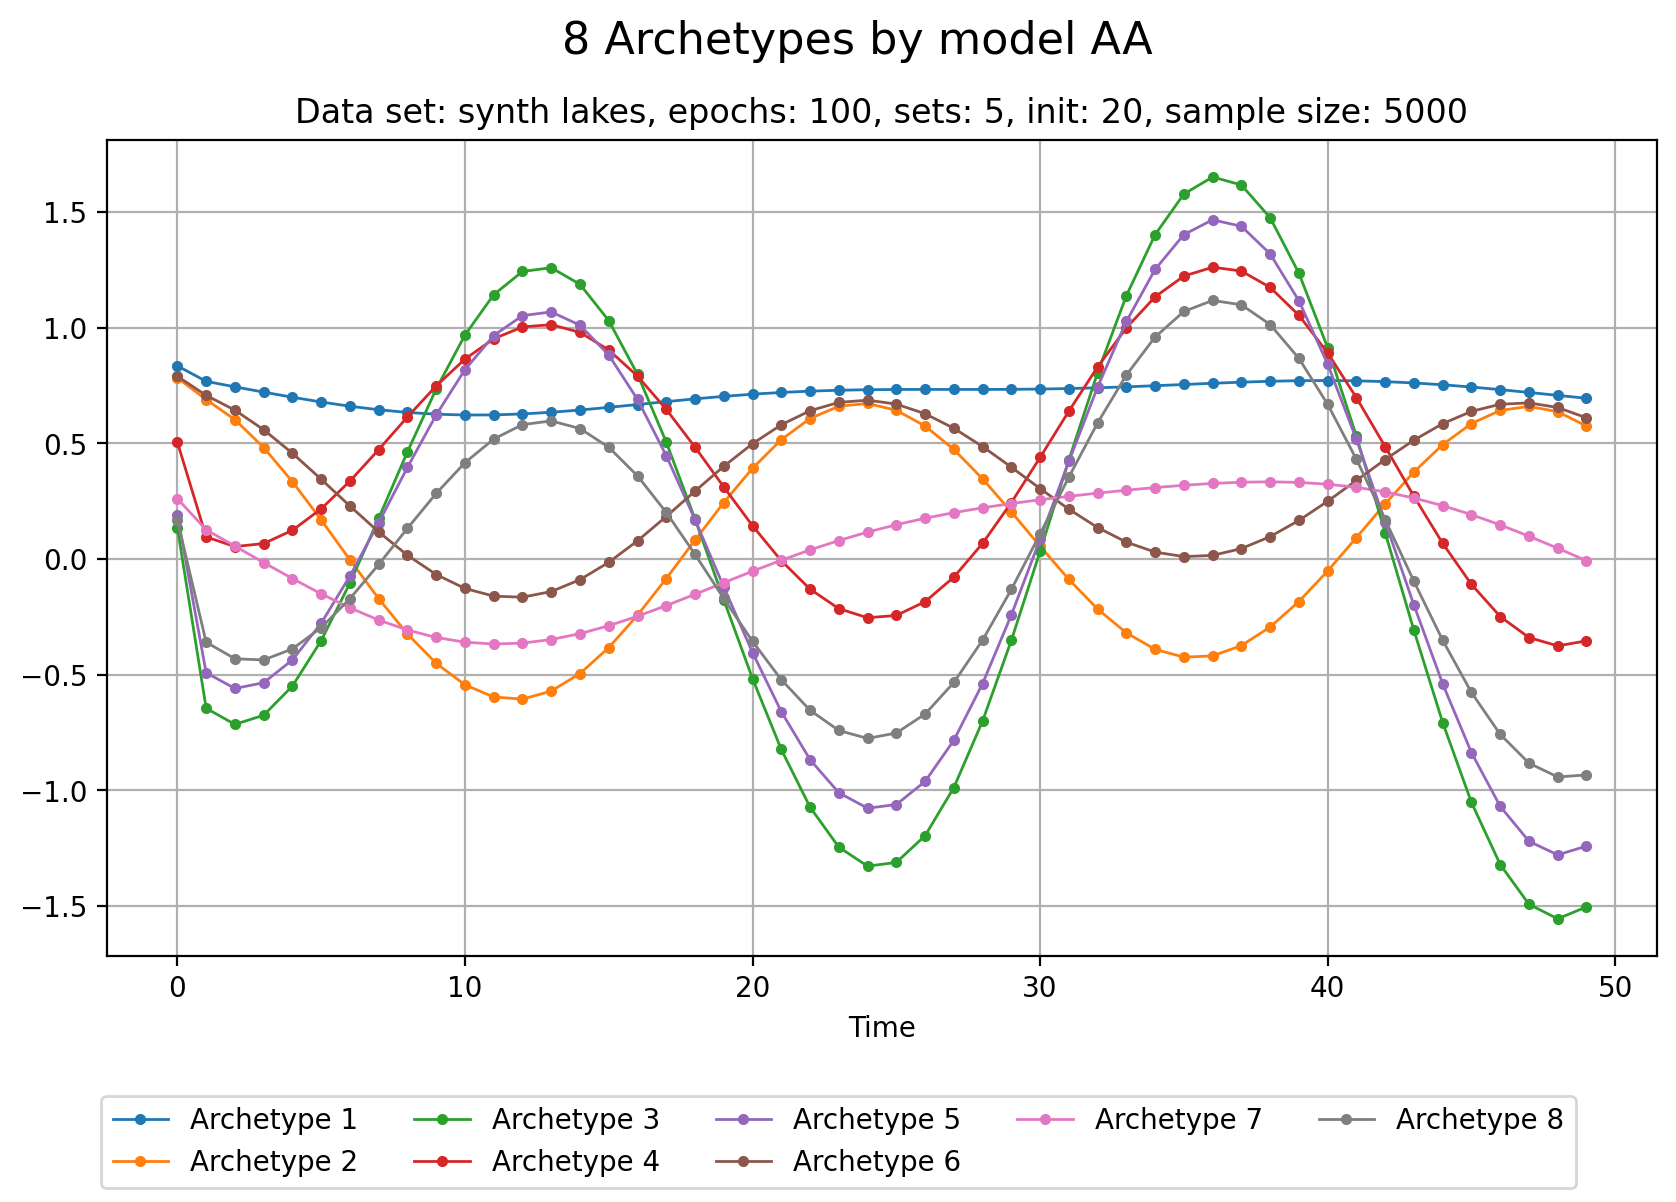 8 Archetypes by model AA
Data set: synth lakes, epochs: 100, sets: 5, init: 20, sample size: 5000
1.5
1.0
0.5
0.0
−0.5
−1.0
−1.5
0 10 20 30 40 50
Time
Archetype 1 Archetype 3 Archetype 5 Archetype 7 Archetype 8
Archetype 2 Archetype 4 Archetype 6